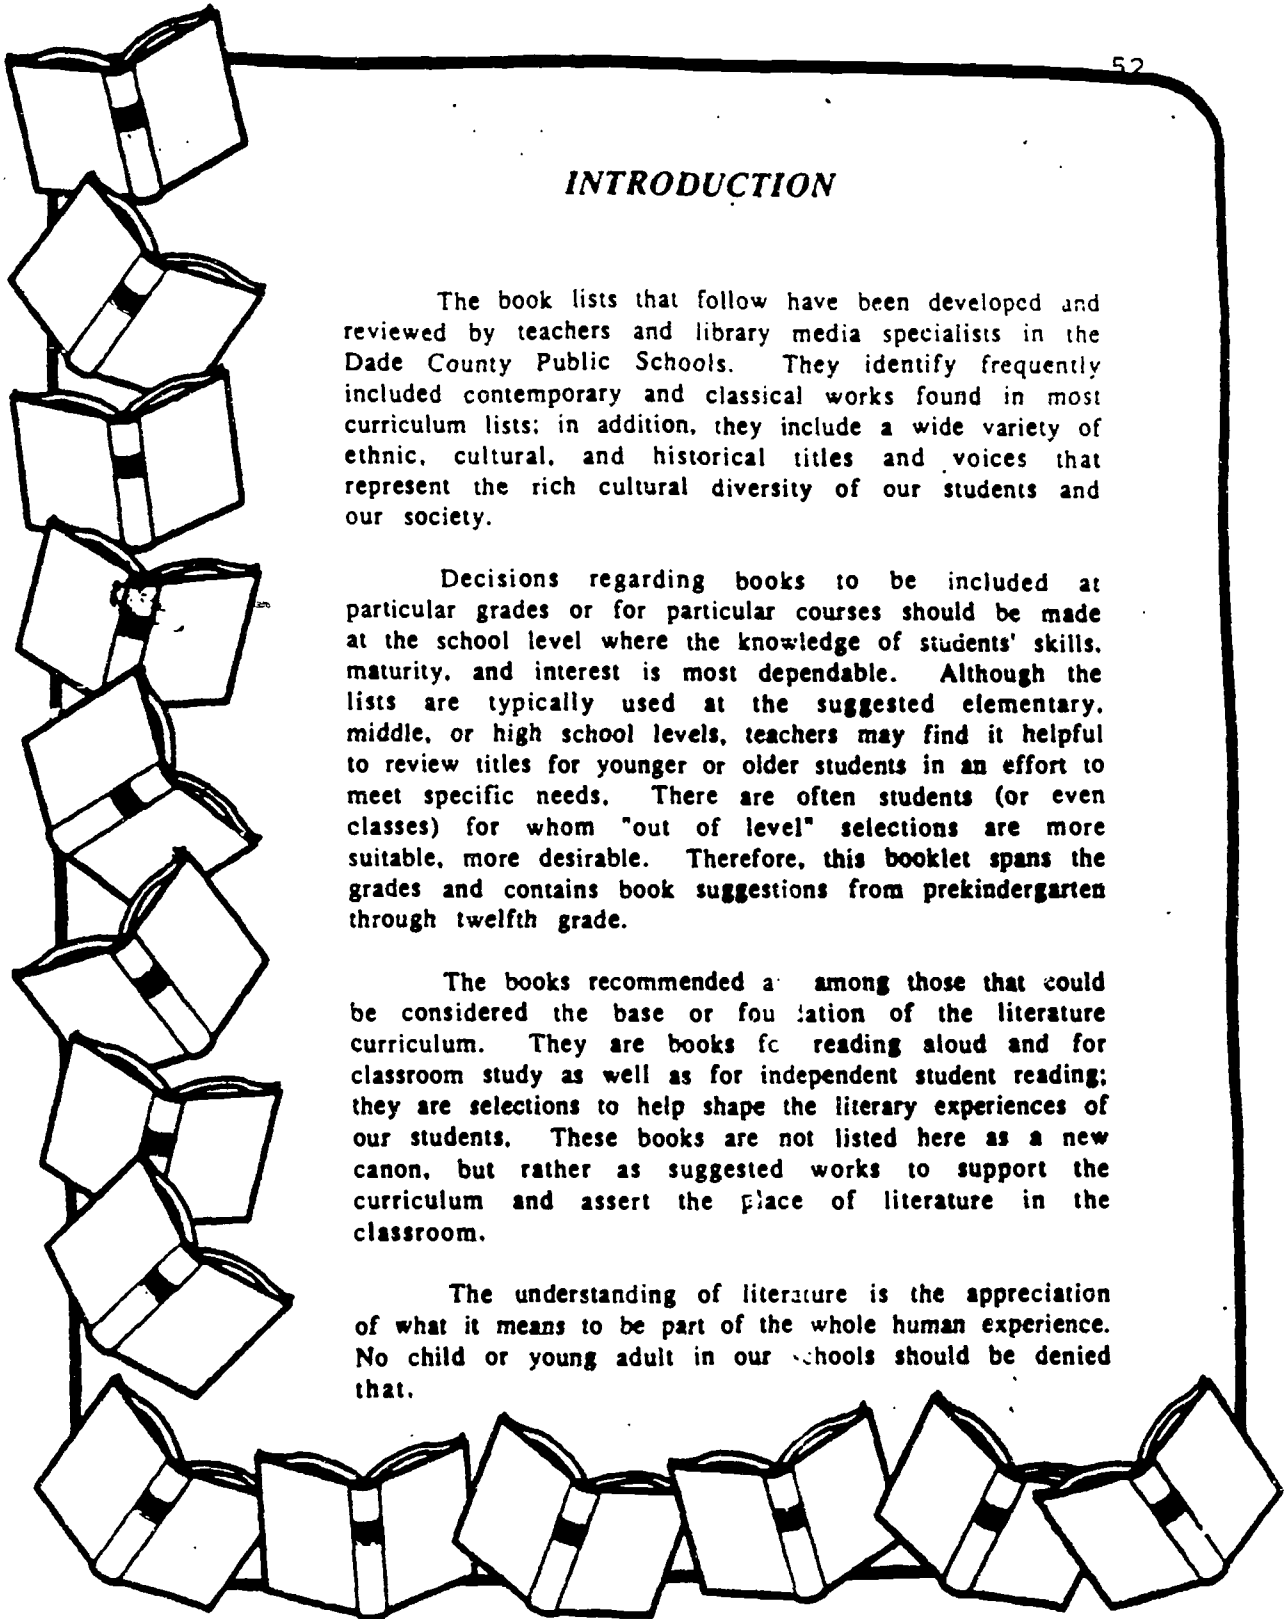 52
INTRODUCTION
The book lists that follow have been developed and
reviewed by teachers and library media specialists in the
Dade County Public Schools. They identify frequently
included contemporary and classical works found in most
curriculum lists; in addition, they include a wide variety of
ethnic, cultural, and historical titles and voices that
represent the rich cultural diversity of our students and
our society.
Decisions regarding books to be included at
particular grades or for particular courses should be made
at the school level where the knowledge of students' skills,
maturity, and interest is most dependable. Although the
lists are typically used at the suggested elementary,
middle, or high school levels, teachers may find it helpful
to review titles for younger or older students in an effort to
meet specific needs. There are often students (or even
classes) for whom "out of level" selections are more
suitable, more desirable. Therefore, this booklet spans the
grades and contains book suggestions from prekindergarten
through twelfth grade.
The books recommended a among those that could
be considered the base or fou dation of the literature
curriculum. They are books fc reading aloud and for
classroom study as well as for independent student reading;
they are selections to help shape the literary experiences of
our students. These books are not listed here as a new
canon, but rather as suggested works to support the
curriculum and assert the place of literature in the
classroom.
The understanding of literature is the appreciation
of what it means to be part of the whole human experience.
No child or young adult in our schools should be denied
that.